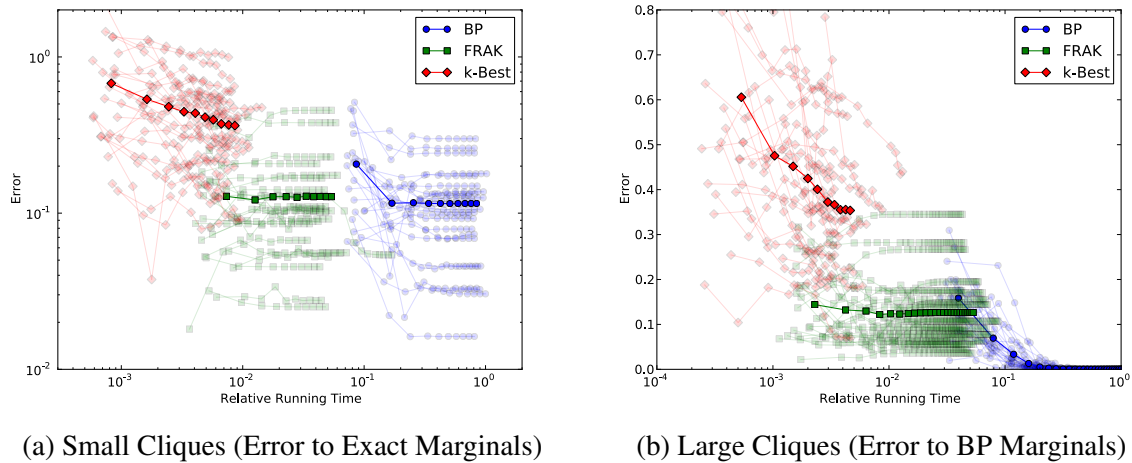 BP
FRAK
k-Best
10⁰
10⁻¹
10⁻²
Error
10⁻³
10⁻²
10⁻¹
10⁰
Relative Running Time
(a) Small Cliques (Error to Exact Marginals)
BP
FRAK
k-Best
0.8
0.7
0.6
0.5
0.4
0.3
0.2
0.1
0.0
Error
10⁻⁴
10⁻³
10⁻²
10⁻¹
10⁰
Relative Running Time
(b) Large Cliques (Error to BP Marginals)